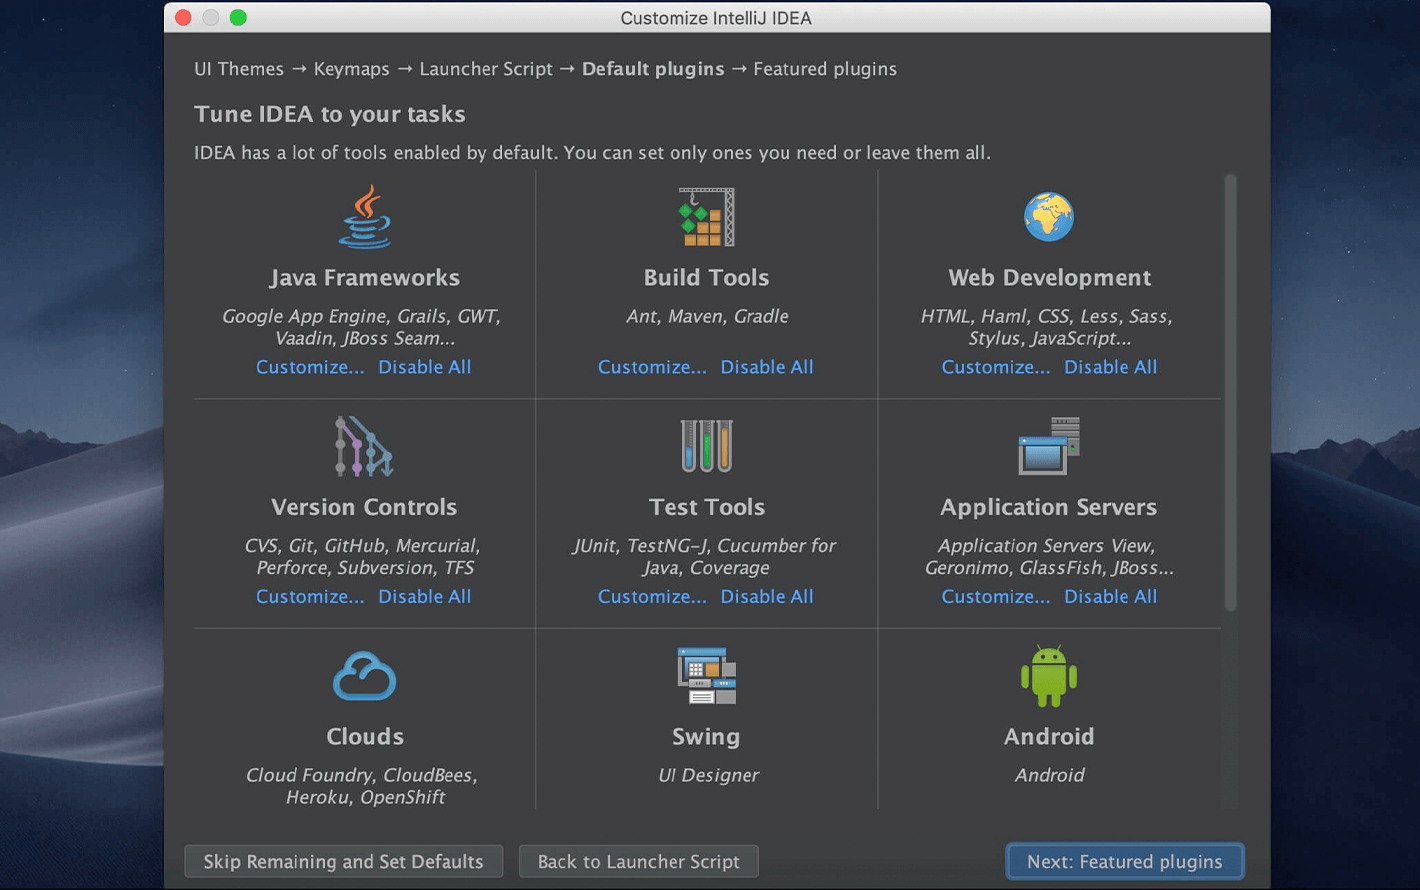 Customize IntelliJ IDEA
UI Themes → Keymaps → Launcher Script → Default plugins → Featured plugins
Tune IDEA to your tasks
IDEA has a lot of tools enabled by default. You can set only ones you need or leave them all.
Java Frameworks
Google App Engine, Grails, GWT,
Vaadin, JBoss Seam...
Customize... Disable All
Build Tools
Ant, Maven, Gradle
Customize... Disable All
Web Development
HTML, Haml, CSS, Less, Sass,
Stylus, JavaScript...
Customize... Disable All
Version Controls
CVS, Git, GitHub, Mercurial,
Perforce, Subversion, TFS
Customize... Disable All
Test Tools
JUnit, TestNG-J, Cucumber for
Java, Coverage
Customize... Disable All
Application Servers
Application Servers View,
Geronimo, GlassFish, JBoss...
Customize... Disable All
Clouds
Cloud Foundry, CloudBees,
Heroku, OpenShift
Swing
UI Designer
Android
Android
Skip Remaining and Set Defaults
Back to Launcher Script
Next: Featured plugins